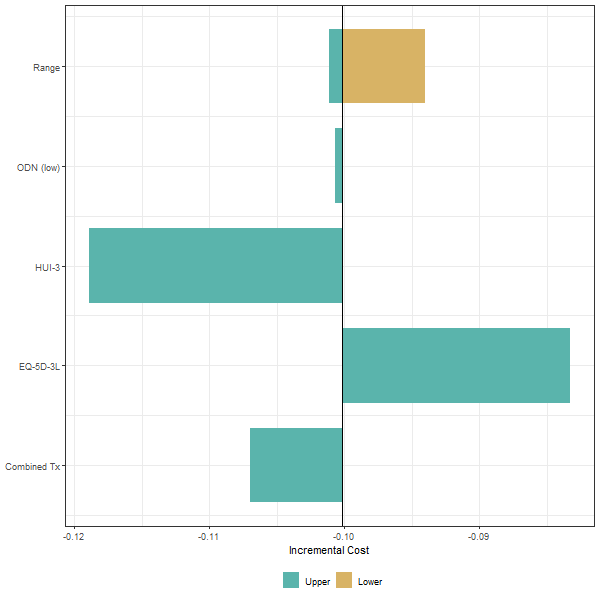 Range
ODN (low)
HUI-3
EQ-5D-3L
Combined Tx
-0.12 -0.11 -0.10 -0.09
Incremental Cost
Upper Lower